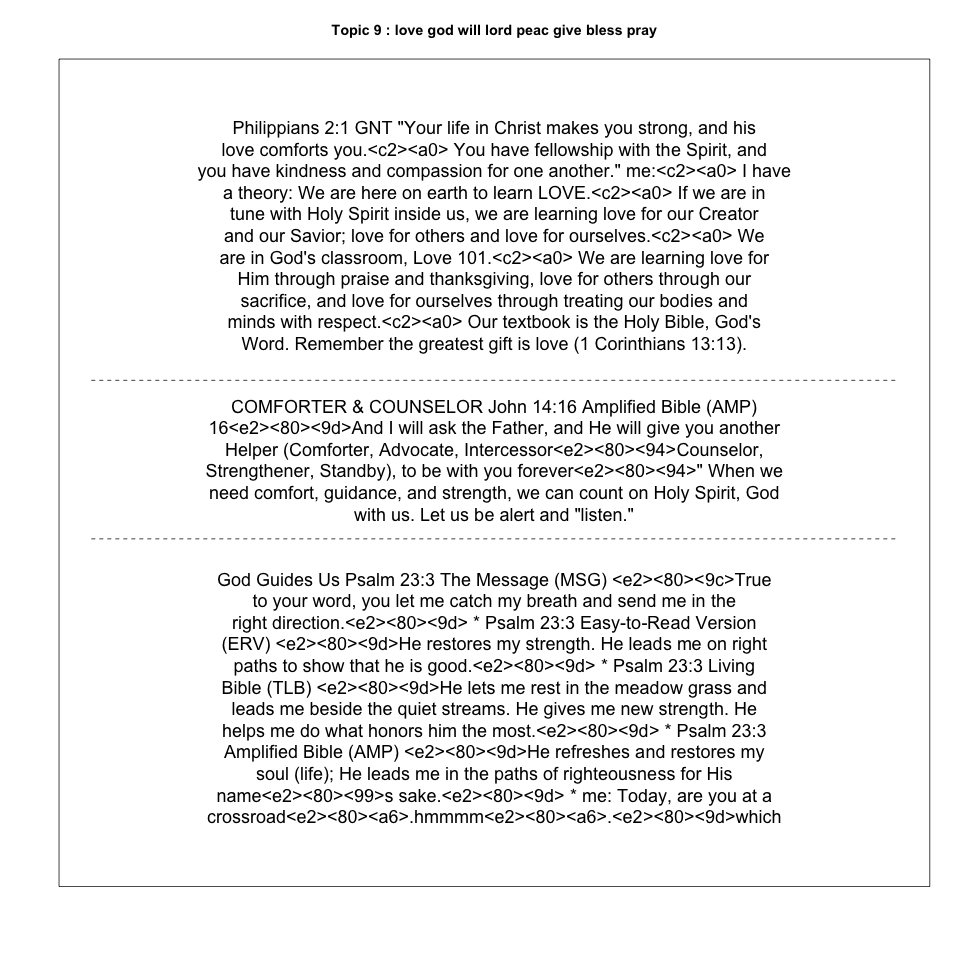 Topic 9 : love god will lord peac give bless pray
Philippians 2:1 GNT "Your life in Christ makes you strong, and his
love comforts you.<c2><a0> You have fellowship with the Spirit, and
you have kindness and compassion for one another." me:<c2><a0> I have
a theory: We are here on earth to learn LOVE.<c2><a0> If we are in
tune with Holy Spirit inside us, we are learning love for our Creator
and our Savior; love for others and love for ourselves.<c2><a0> We
are in God's classroom, Love 101.<c2><a0> We are learning love for
Him through praise and thanksgiving, love for others through our
sacrifice, and love for ourselves through treating our bodies and
minds with respect.<c2><a0> Our textbook is the Holy Bible, God's
Word. Remember the greatest gift is love (1 Corinthians 13:13).
COMFORTER & COUNSELOR John 14:16 Amplified Bible (AMP)
16<e2><80><9d>And I will ask the Father, and He will give you another
Helper (Comforter, Advocate, Intercessor<e2><80><94>Counselor,
Strengthener, Standby), to be with you forever<e2><80><94>" When we
need comfort, guidance, and strength, we can count on Holy Spirit, God
with us. Let us be alert and "listen."
God Guides Us Psalm 23:3 The Message (MSG) <e2><80><9c>True
to your word, you let me catch my breath and send me in the
right direction.<e2><80><9d> * Psalm 23:3 Easy-to-Read Version
(ERV) <e2><80><9d>He restores my strength. He leads me on right
paths to show that he is good.<e2><80><9d> * Psalm 23:3 Living
Bible (TLB) <e2><80><9d>He lets me rest in the meadow grass and
leads me beside the quiet streams. He gives me new strength. He
helps me do what honors him the most.<e2><80><9d> * Psalm 23:3
Amplified Bible (AMP) <e2><80><9d>He refreshes and restores my
soul (life); He leads me in the paths of righteousness for His
name<e2><80><99>s sake.<e2><80><9d> * me: Today, are you at a
crossroad<e2><80><a6>.hmmmm<e2><80><a6>.<e2><80><9d>which